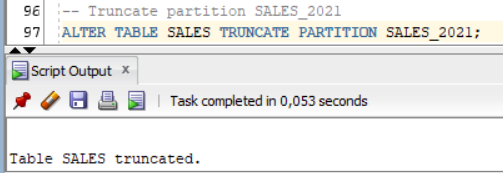 96 -- Truncate partition SALES_2021
97 ALTER TABLE SALES TRUNCATE PARTITION SALES_2021;
Script Output x
Task completed in 0,053 seconds
Table SALES truncated.